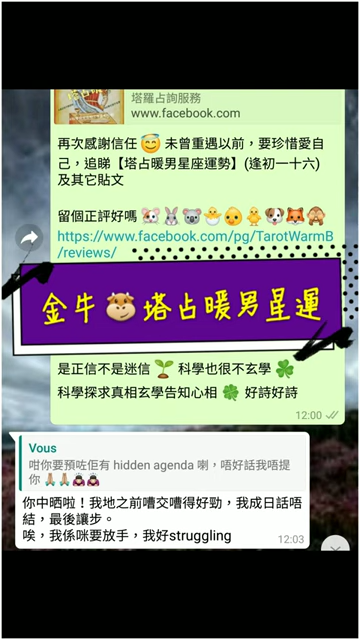 塔羅占詢服務
www.facebook.com
再次感謝信任😇未曾重遇以前，要珍惜愛自
己，追睇【塔占暖男星座運勢】(逢初一十六)
及其它貼文
留個正評好嗎🐹🐰🐨🐣🐥🐤🐶🦊🙈
https://www.facebook.com/pg/TarotWarmB
/reviews/
金牛🐮塔占暖男星運
是正信不是迷信🌱科學也很不玄學🍀
科學探求真相玄學告知心相🍀好詩好詩
12:00
Vous
咁你要預咗佢有 hidden agenda 喇，唔好話我唔提
你🙏🏻🙏🏻🙇🏻‍♀️🙇🏻‍♀️
你中晒啦！我地之前嘈交嘈得好勁，我成日話唔
結，最後讓步。
唉，我係咪要放手，我好struggling
12:03